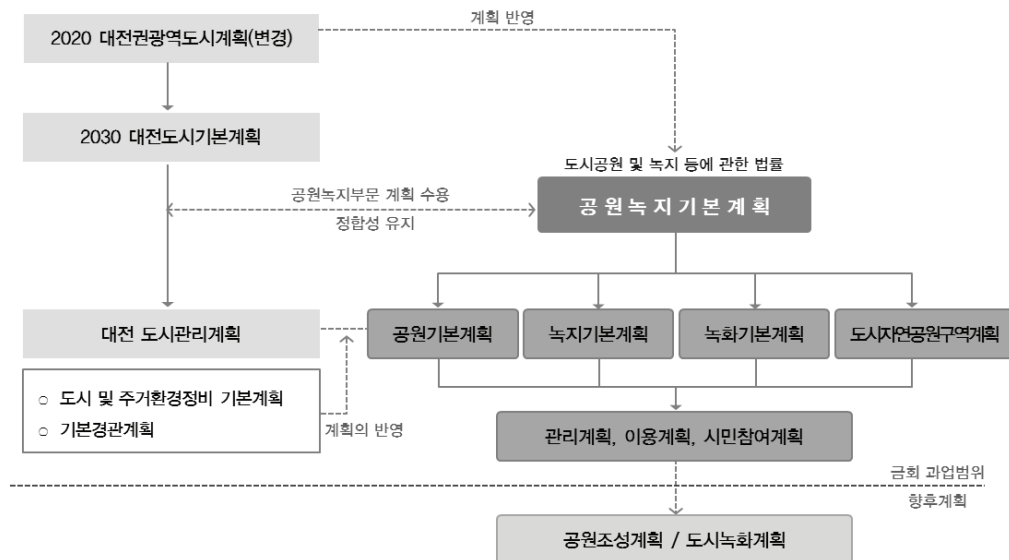 계획 반영
2020 대전권광역도시계획(변경)
2030 대전도시기본계획
도시공원 및 녹지 등에 관한 법률
공원녹지기본계획
공원녹지부문 계획 수용
정합성 유지
대전 도시관리계획
공원기본계획
녹지기본계획
녹화기본계획
도시자연공원구역계획
○ 도시 및 주거환경정비 기본계획
○ 기본경관계획
계획의 반영
관리계획, 이용계획, 시민참여계획
금회 과업범위
향후계획
공원조성계획 / 도시녹화계획